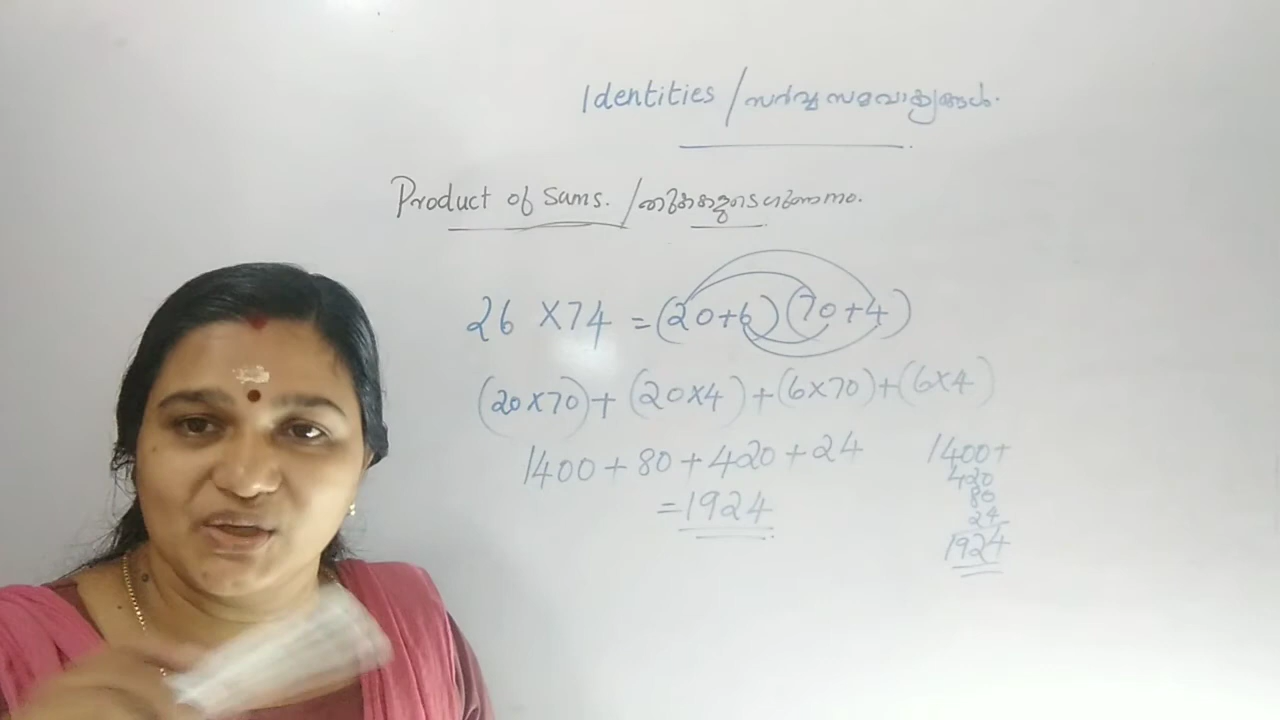 Identities / സർവ്വസമവാക്യങ്ങൾ.
Product of Sums. / തുകകളുടെ ഗുണനം.
26 X 74 = (20+6) (70+4)
(20X70)+ (20X4) +(6X70)+(6X4)
1400+80+420+24
=1924
1400+
420
80
24
1924